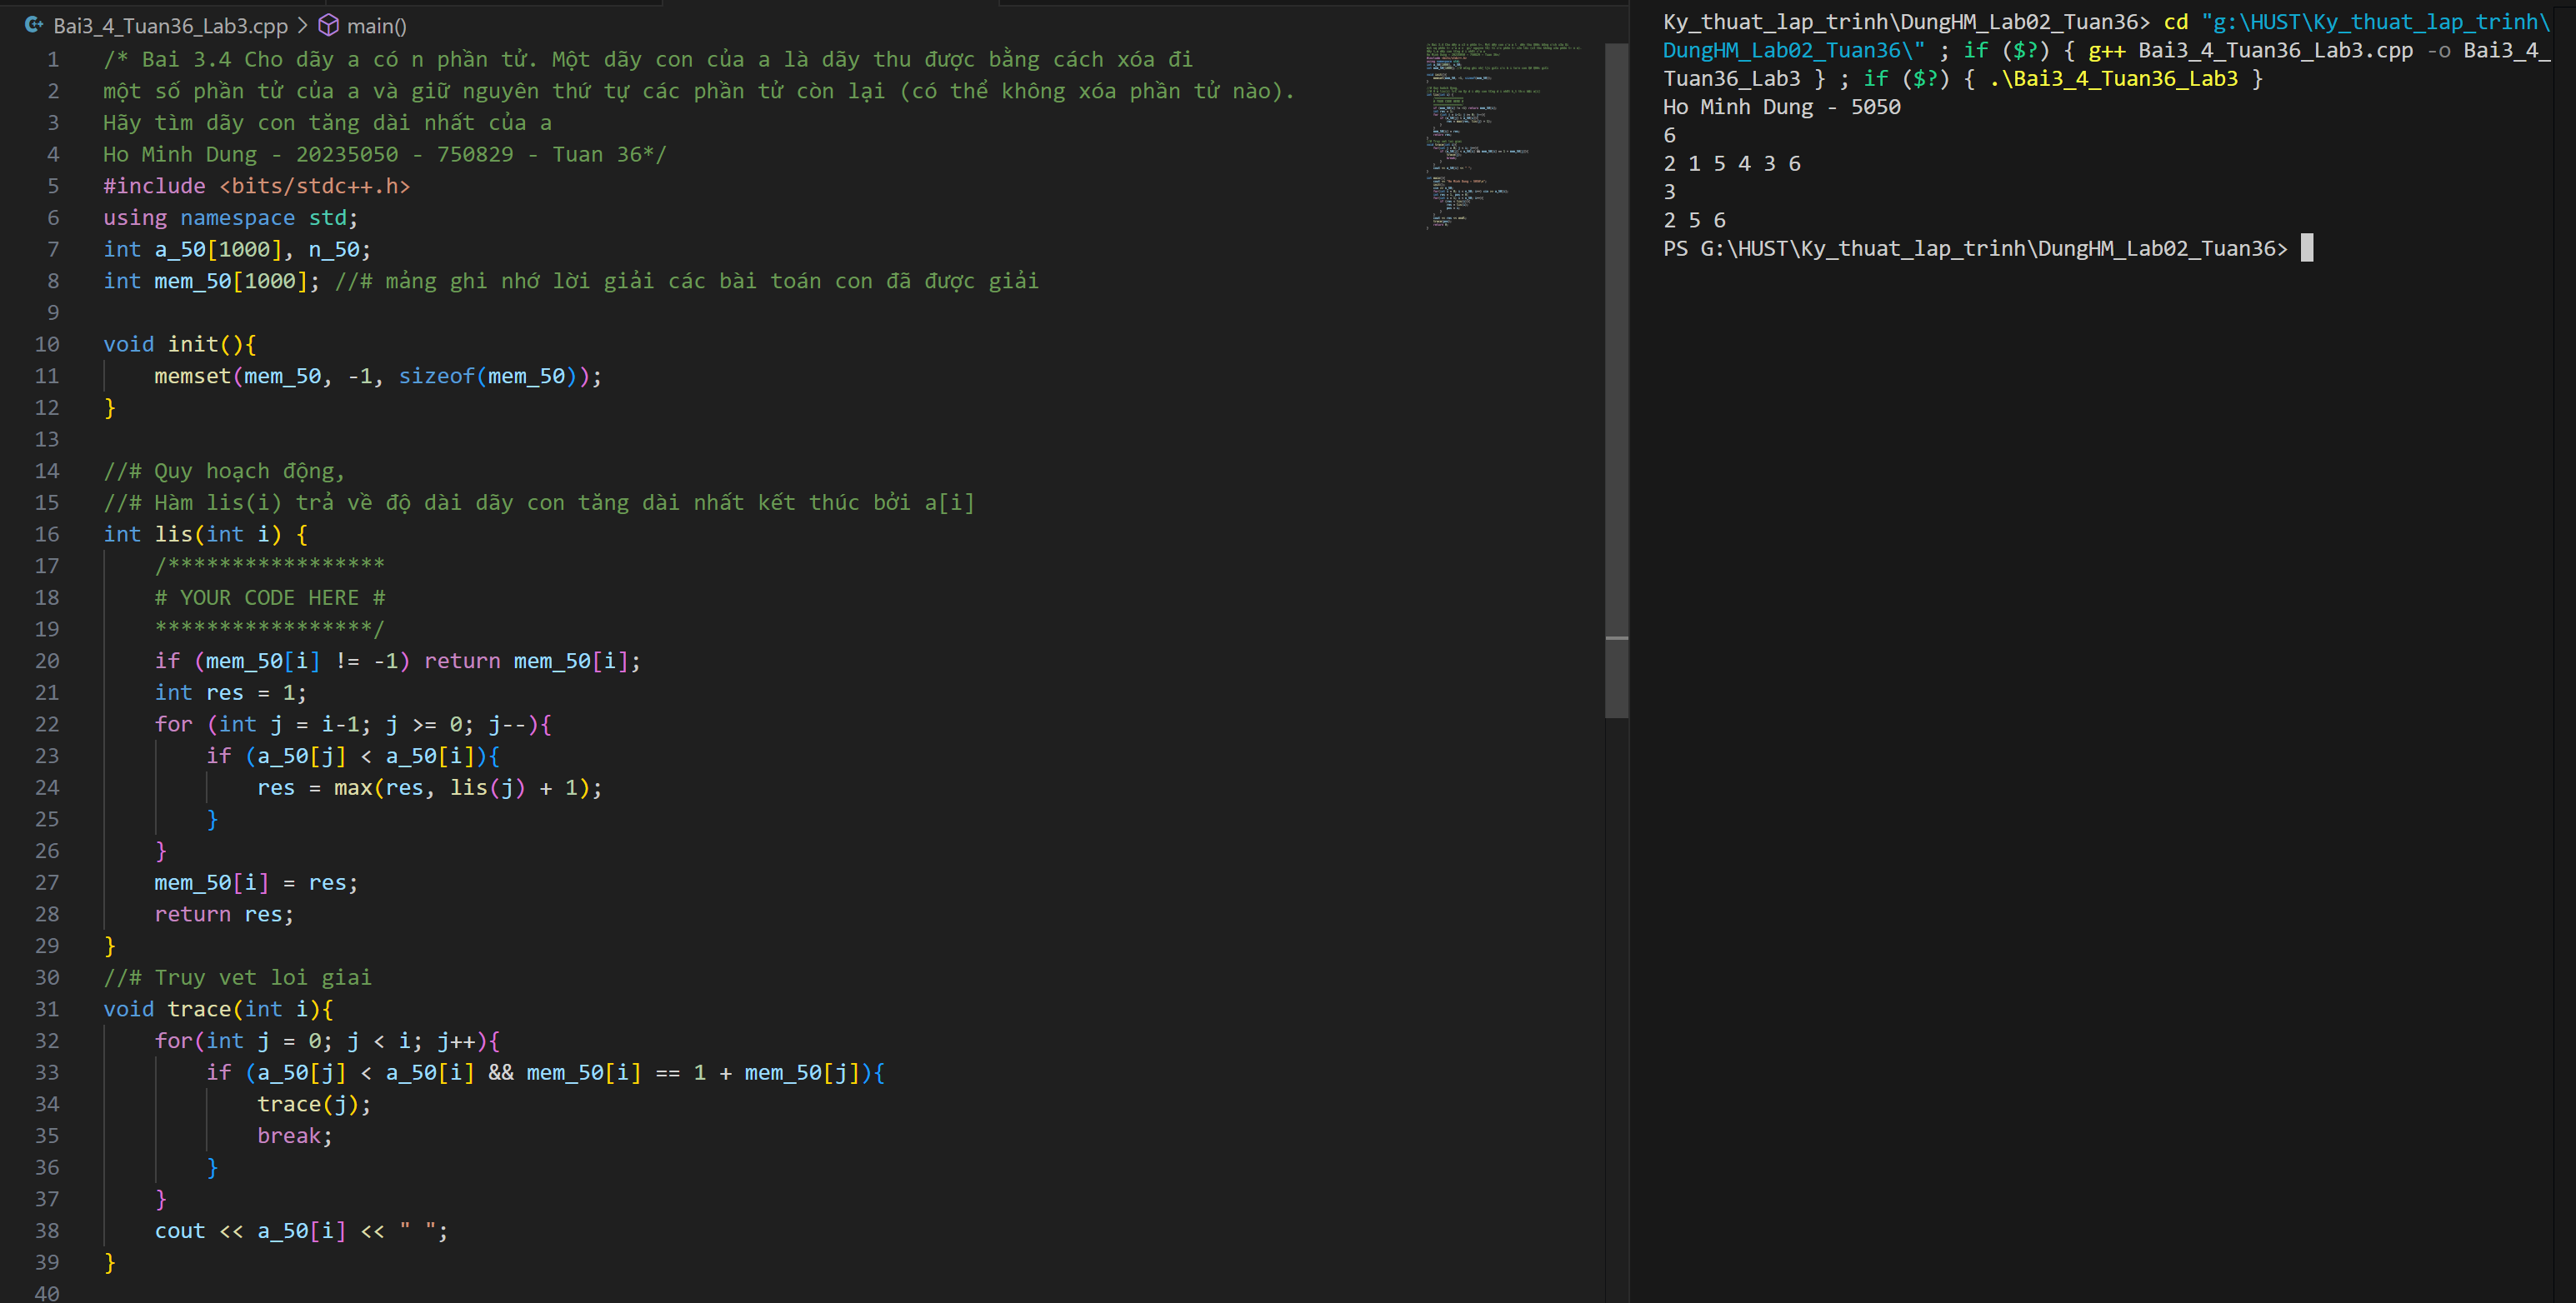 Bai3_4_Tuan36_Lab3.cpp > main()
1 /* Bai 3.4 Cho dãy a có n phần tử. Một dãy con của a là dãy thu được bằng cách xóa đi
2 một số phần tử của a và giữ nguyên thứ tự các phần tử còn lại (có thể không xóa phần tử nào).
3 Hãy tìm dãy con tăng dài nhất của a
4 Ho Minh Dung - 20235050 - 750829 - Tuan 36*/
5 #include <bits/stdc++.h>
6 using namespace std;
7 int a_50[1000], n_50;
8 int mem_50[1000]; //# mảng ghi nhớ lời giải các bài toán con đã được giải
9
10 void init(){
11     memset(mem_50, -1, sizeof(mem_50));
12 }
13
14 //# Quy hoạch động,
15 //# Hàm lis(i) trả về độ dài dãy con tăng dài nhất kết thúc bởi a[i]
16 int lis(int i) {
17     /*****************
18     # YOUR CODE HERE #
19     *****************/
20     if (mem_50[i] != -1) return mem_50[i];
21     int res = 1;
22     for (int j = i-1; j >= 0; j--){
23         if (a_50[j] < a_50[i]){
24             res = max(res, lis(j) + 1);
25         }
26     }
27     mem_50[i] = res;
28     return res;
29 }
30 //# Truy vet loi giai
31 void trace(int i){
32     for(int j = 0; j < i; j++){
33         if (a_50[j] < a_50[i] && mem_50[i] == 1 + mem_50[j]){
34             trace(j);
35             break;
36         }
37     }
38     cout << a_50[i] << " ";
39 }
40
Ky_thuat_lap_trinh\DungHM_Lab02_Tuan36> cd "g:\HUST\Ky_thuat_lap_trinh\
DungHM_Lab02_Tuan36\" ; if ($?) { g++ Bai3_4_Tuan36_Lab3.cpp -o Bai3_4_
Tuan36_Lab3 } ; if ($?) { .\Bai3_4_Tuan36_Lab3 }
Ho Minh Dung - 5050
6
2 1 5 4 3 6
3
2 5 6
PS G:\HUST\Ky_thuat_lap_trinh\DungHM_Lab02_Tuan36>